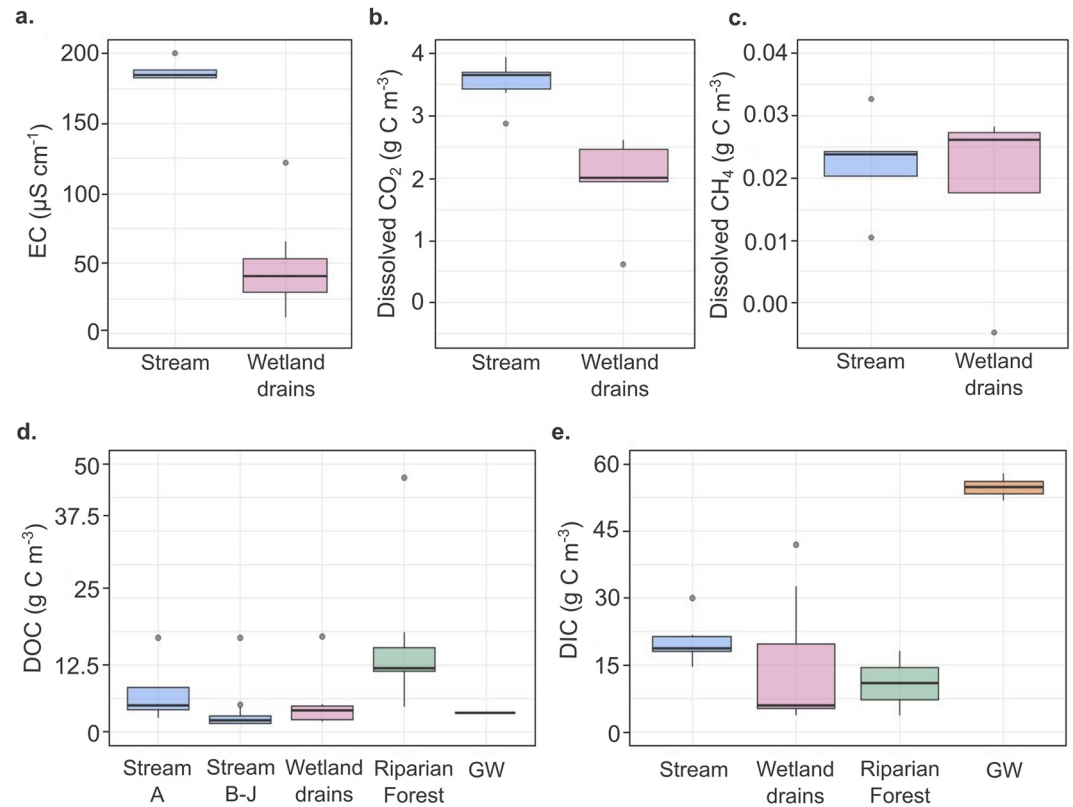 a.
EC (µS cm-1)
200
150
100
50
0
Stream
Wetland
drains
b.
Dissolved CO2 (g C m-3)
4
3
2
1
0
Stream
Wetland
drains
c.
Dissolved CH4 (g C m-3)
0.04
0.03
0.02
0.01
0.00
Stream
Wetland
drains
d.
DOC (g C m-3)
50
37.5
25
12.5
0
Stream
A
Stream
B-J
Wetland
drains
Riparian
Forest
GW
e.
DIC (g C m-3)
60
45
30
15
0
Stream
Wetland
drains
Riparian
Forest
GW